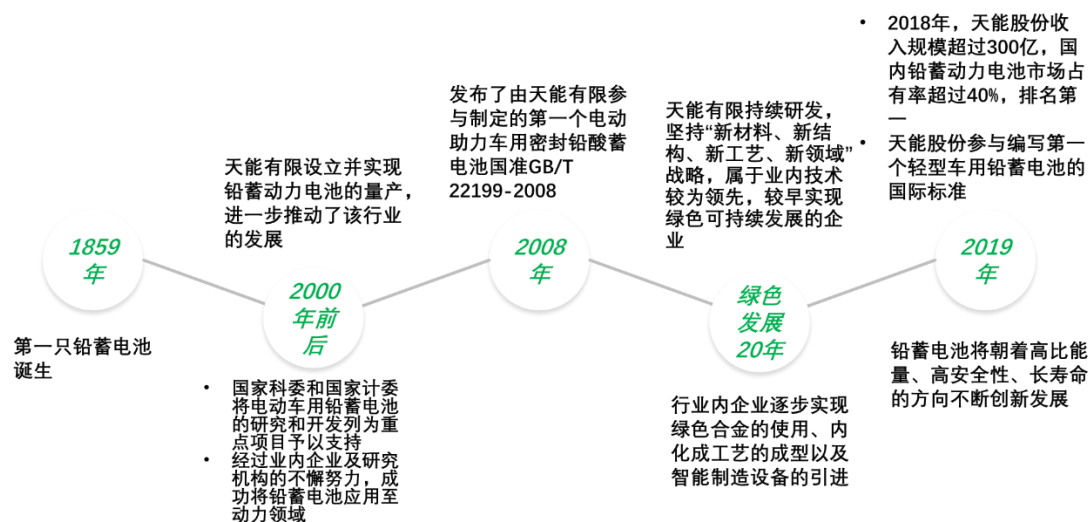 1859
年
第一只铅蓄电池
诞生
天能有限设立并实现
铅蓄动力电池的量产，
进一步推动了该行业
的发展
2000
年前
后
• 国家科委和国家计委
将电动车用铅蓄电池
的研究和开发列为重
点项目予以支持
• 经过业内企业及研究
机构的不懈努力，成
功将铅蓄电池应用至
动力领域
发布了由天能有限参
与制定的第一个电动
助力车用密封铅酸蓄
电池国准GB/T
22199-2008
2008
年
天能有限持续研发，
坚持“新材料、新结
构、新工艺、新领域”
战略，属于业内技术
较为领先，较早实现
绿色可持续发展的企
业
绿色
发展
20年
行业内企业逐步实现
绿色合金的使用、内
化成工艺的成型以及
智能制造设备的引进
• 2018年，天能股份收
入规模超过300亿，国
内铅蓄动力电池市场占
有率超过40%，排名第
一
• 天能股份参与编写第一
个轻型车用铅蓄电池的
国际标准
2019
年
铅蓄电池将朝着高比能
量、高安全性、长寿命
的方向不断创新发展